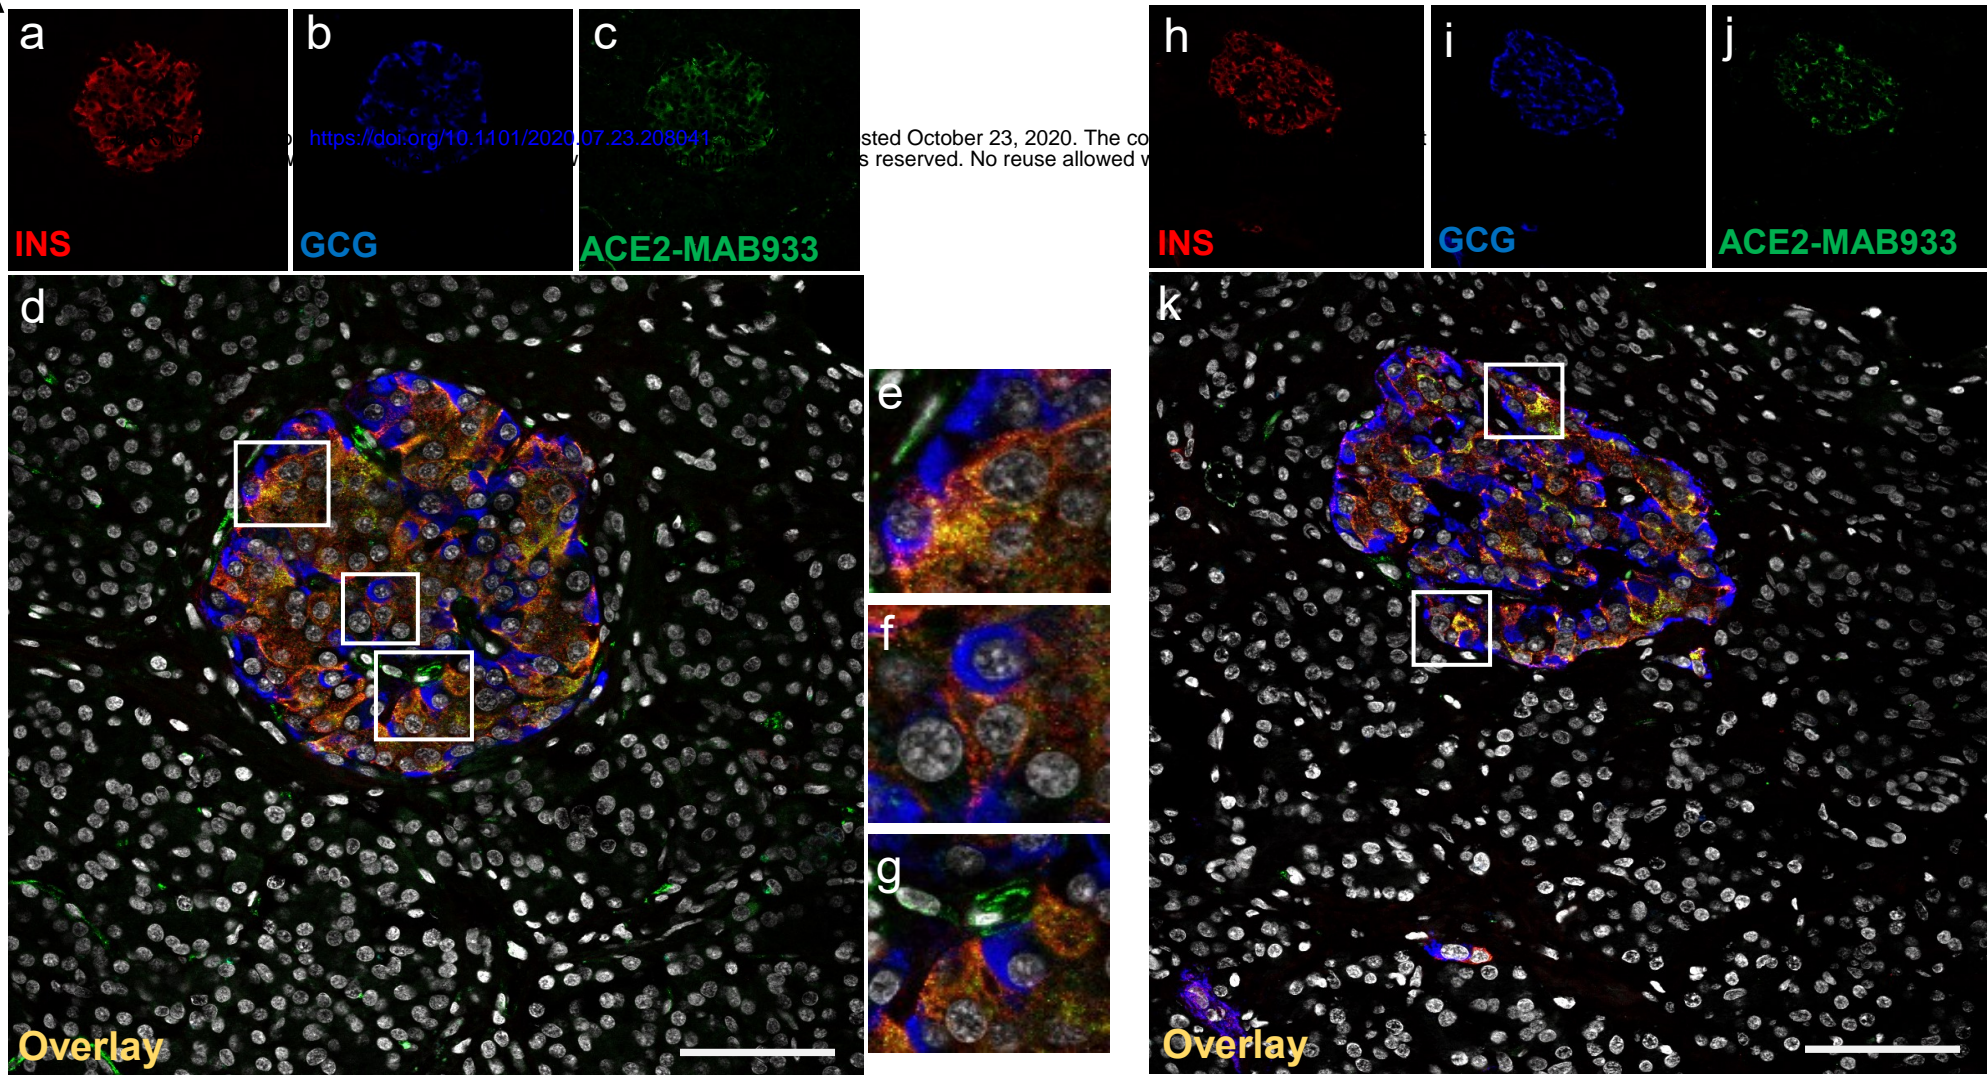 a
b
c
h
i
j
https://doi.org/10.1101/2020.07.23.208041
sted October 23, 2020. The co
s reserved. No reuse allowed w
INS
GCG
ACE2-MAB933
INS
GCG
ACE2-MAB933
d
k
e
f
g
Overlay
Overlay